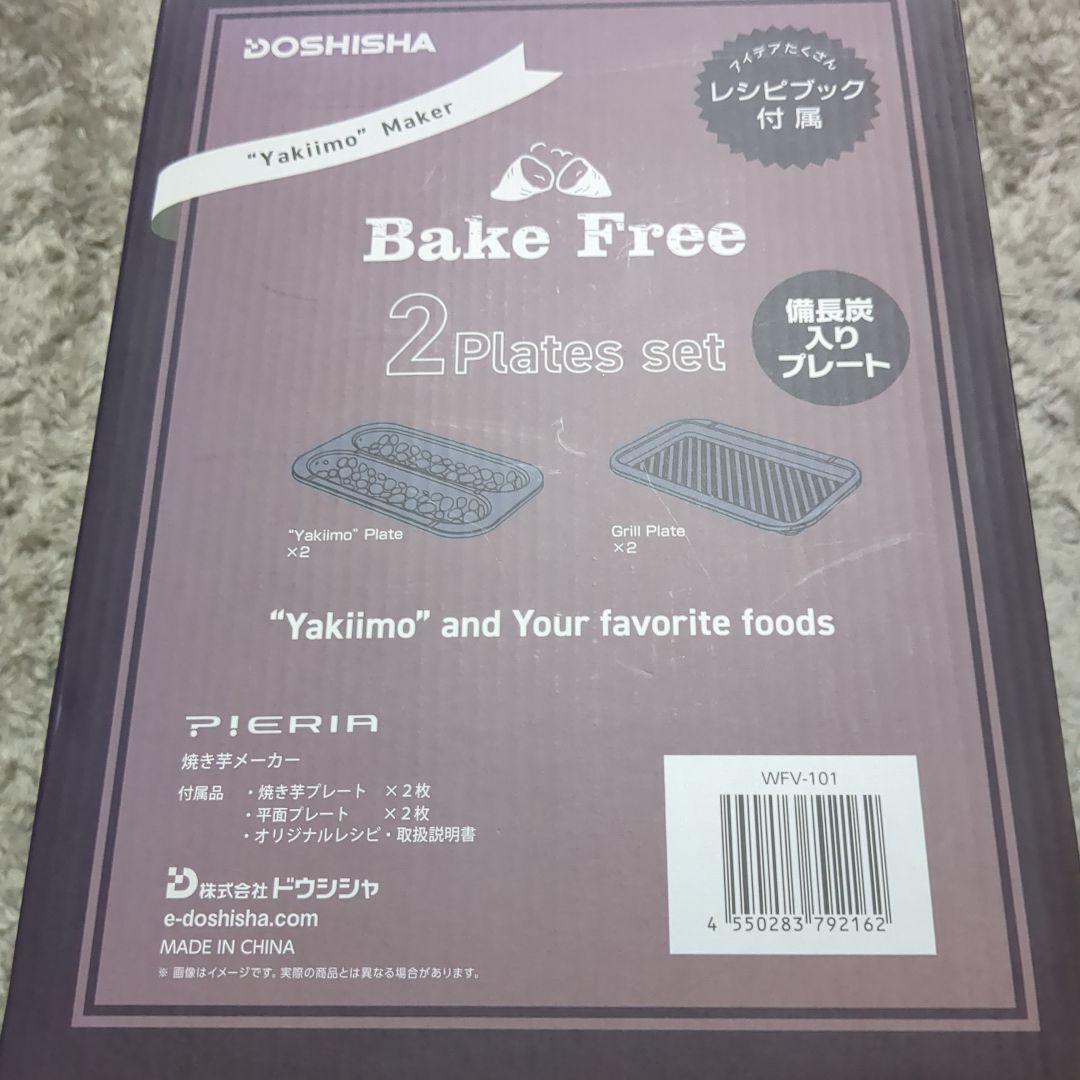 DOSHISHA
"Yakiimo" Maker
アイデアたくさん
レシピブック
付属
Bake Free
2 Plates set
備長炭
入り
プレート
"Yakiimo" Plate
×2
Grill Plate
×2
"Yakiimo" and Your favorite foods
P!ERIA
焼き芋メーカー
付属品 ・焼き芋プレート ×2枚
・平面プレート ×2枚
・オリジナルレシピ・取扱説明書
株式会社ドウシシャ
e-doshisha.com
MADE IN CHINA
※ 画像はイメージです。実際の商品とは異なる場合があります。
WFV-101
4 550283 792162